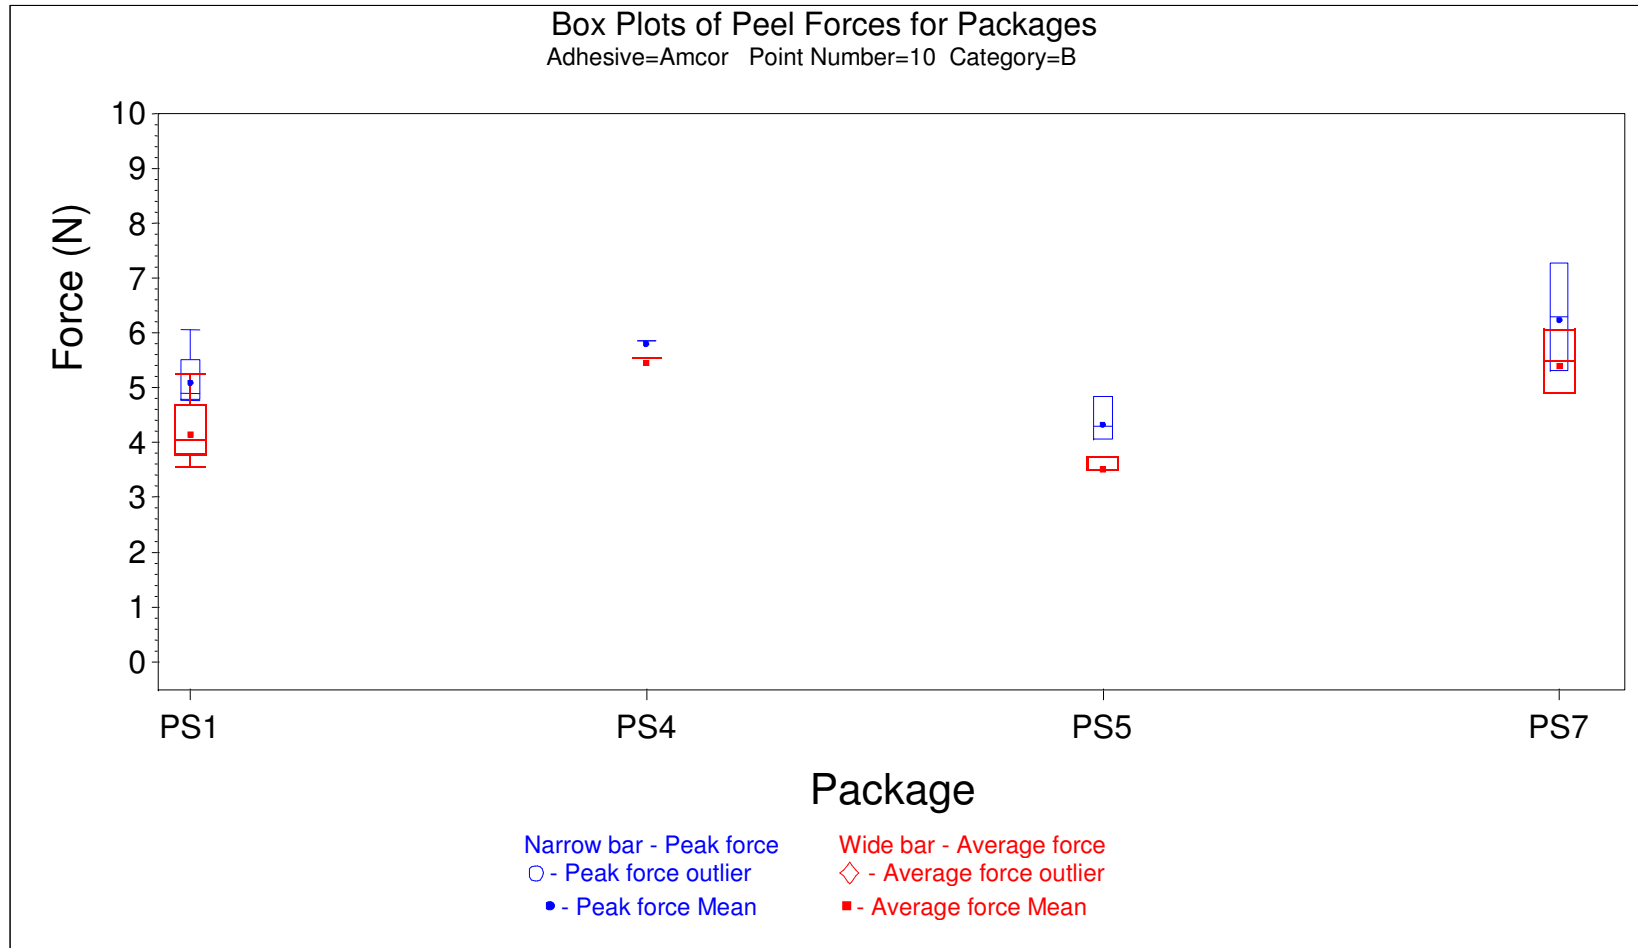 Box Plots of Peel Forces for Packages
Adhesive=Amcor Point Number=10 Category=B
Force (N)
10
9
8
7
6
5
4
3
2
1
0
PS1 PS4 PS5 PS7
Package
Narrow bar - Peak force Wide bar - Average force
- Peak force outlier - Average force outlier
- Peak force Mean - Average force Mean